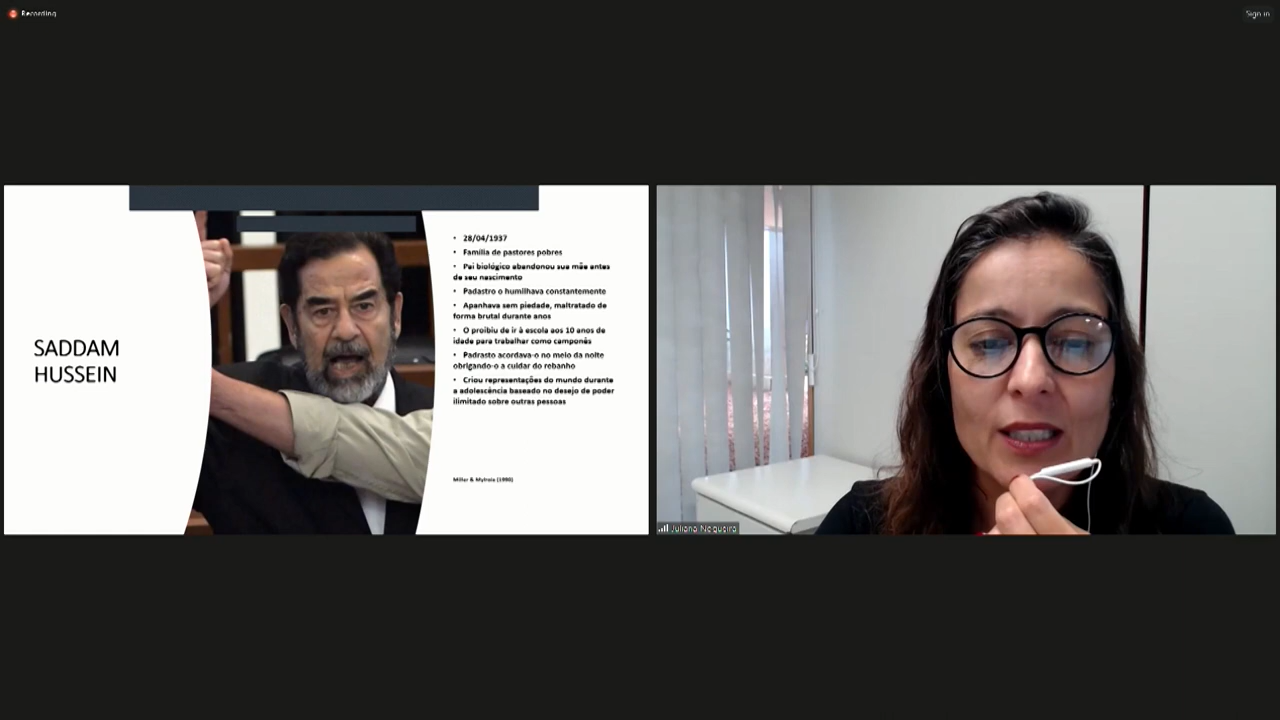 Recording
Sign in
SADDAM
HUSSEIN
• 28/04/1937
• Família de pastores pobres
• Pai biológico abandonou sua mãe antes
de seu nascimento
• Padastro o humilhava constantemente
• Apanhava sem piedade, maltratado de
forma brutal durante anos
• O proibiu de ir à escola aos 10 anos de
idade para trabalhar como camponês
• Padrasto acordava-o no meio da noite
obrigando-o a cuidar do rebanho
• Criou representações do mundo durante
a adolescência baseado no desejo de poder
ilimitado sobre outras pessoas
Miller & Mylroie (1990)
Juliana Nogueira